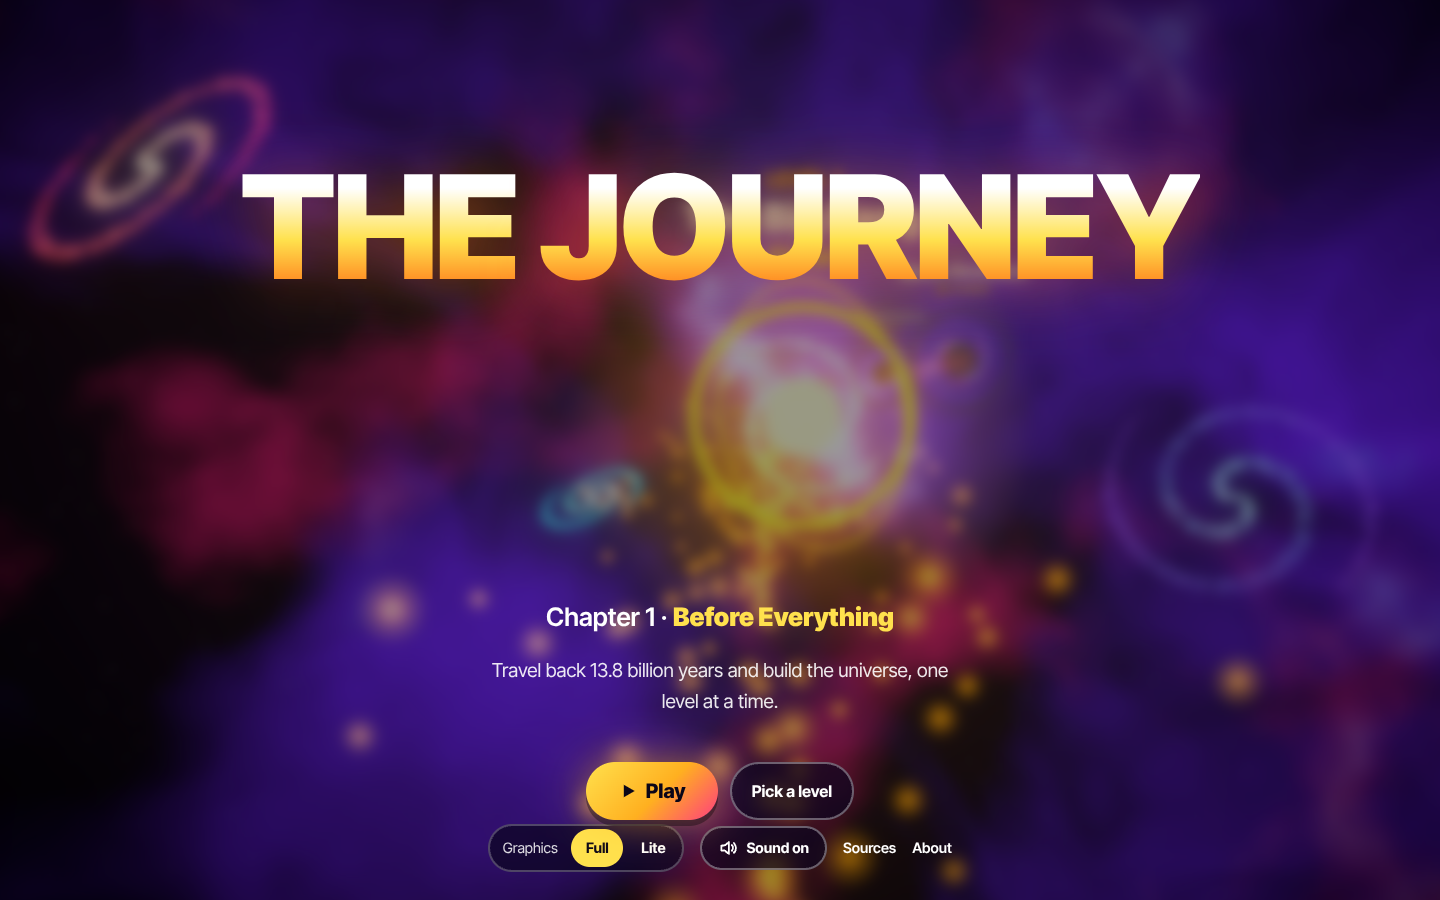 THE JOURNEY
Chapter 1 · Before Everything
Travel back 13.8 billion years and build the universe, one
level at a time.
Play
Pick a level
Graphics Full Lite
Sound on
Sources
About